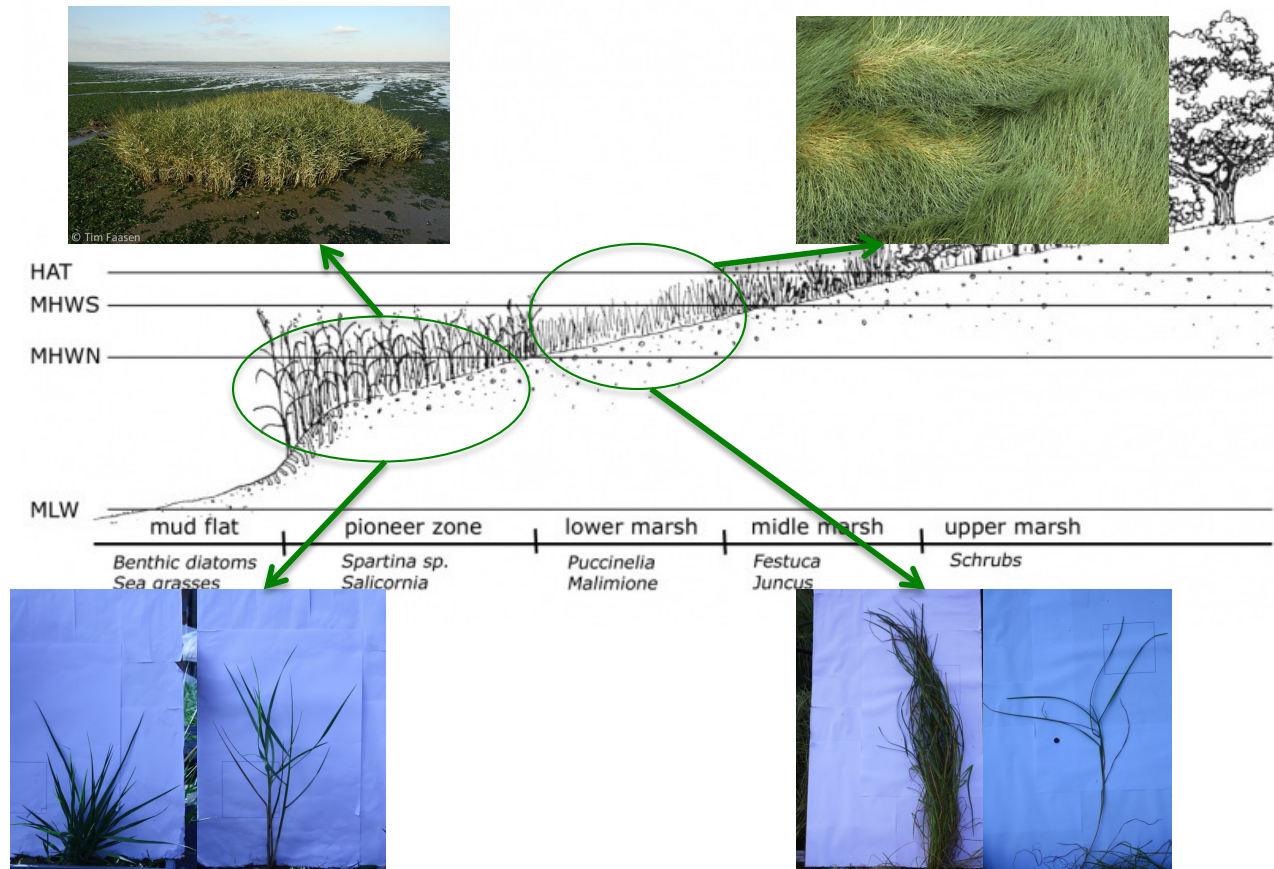 © Tim Faasen
HAT
MHWS
MHWN
MLW
mud flat
pioneer zone
lower marsh
midle marsh
upper marsh
Benthic diatoms
Sea grasses
Spartina sp.
Salicornia
Puccinelia
Malimione
Festuca
Juncus
Schrubs